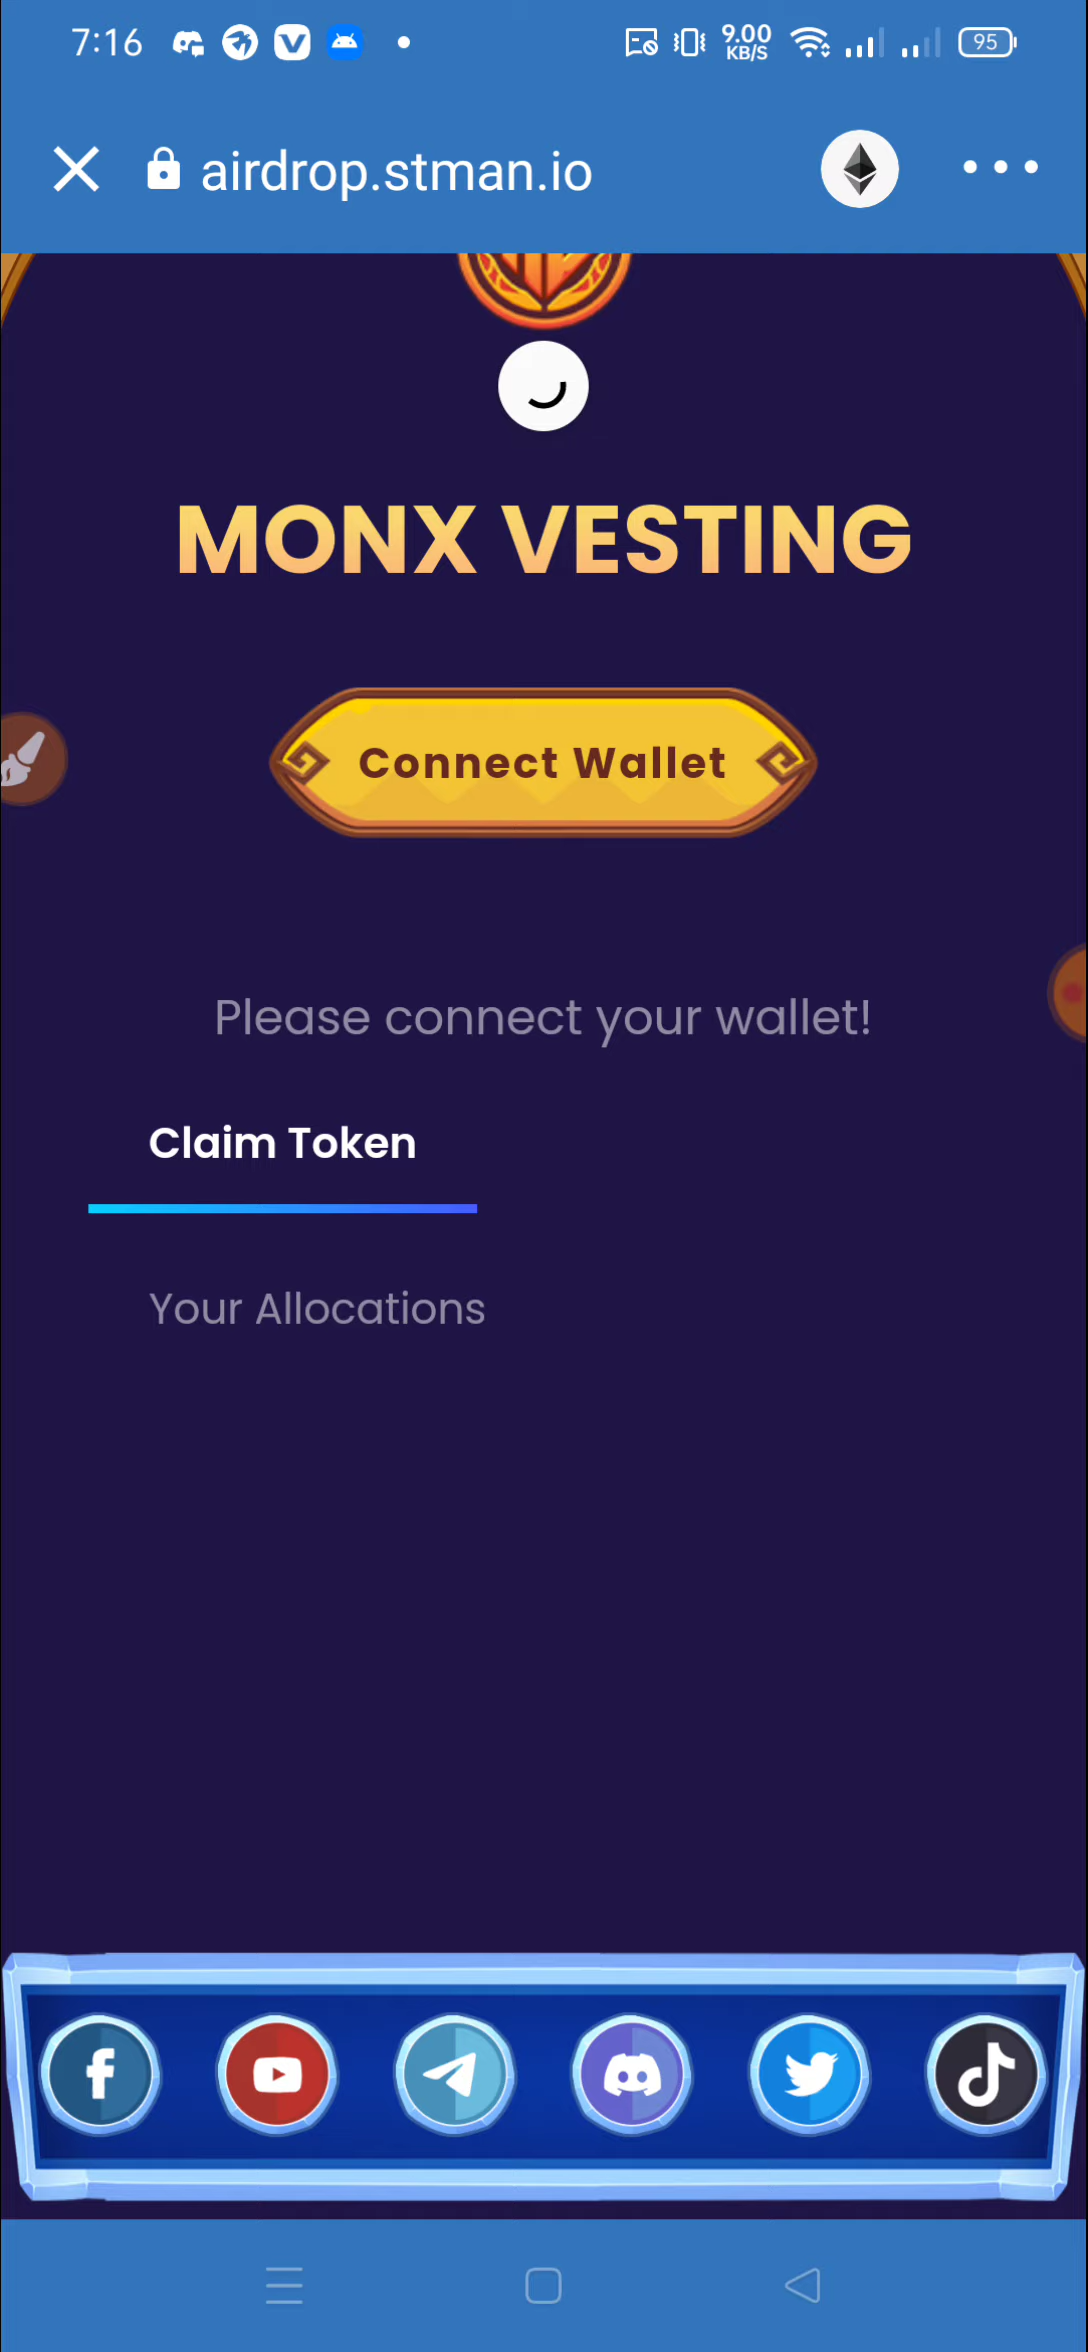 7:16
9.00
KB/S
95
airdrop.stman.io
MONX VESTING
Connect Wallet
Please connect your wallet!
Claim Token
Your Allocations